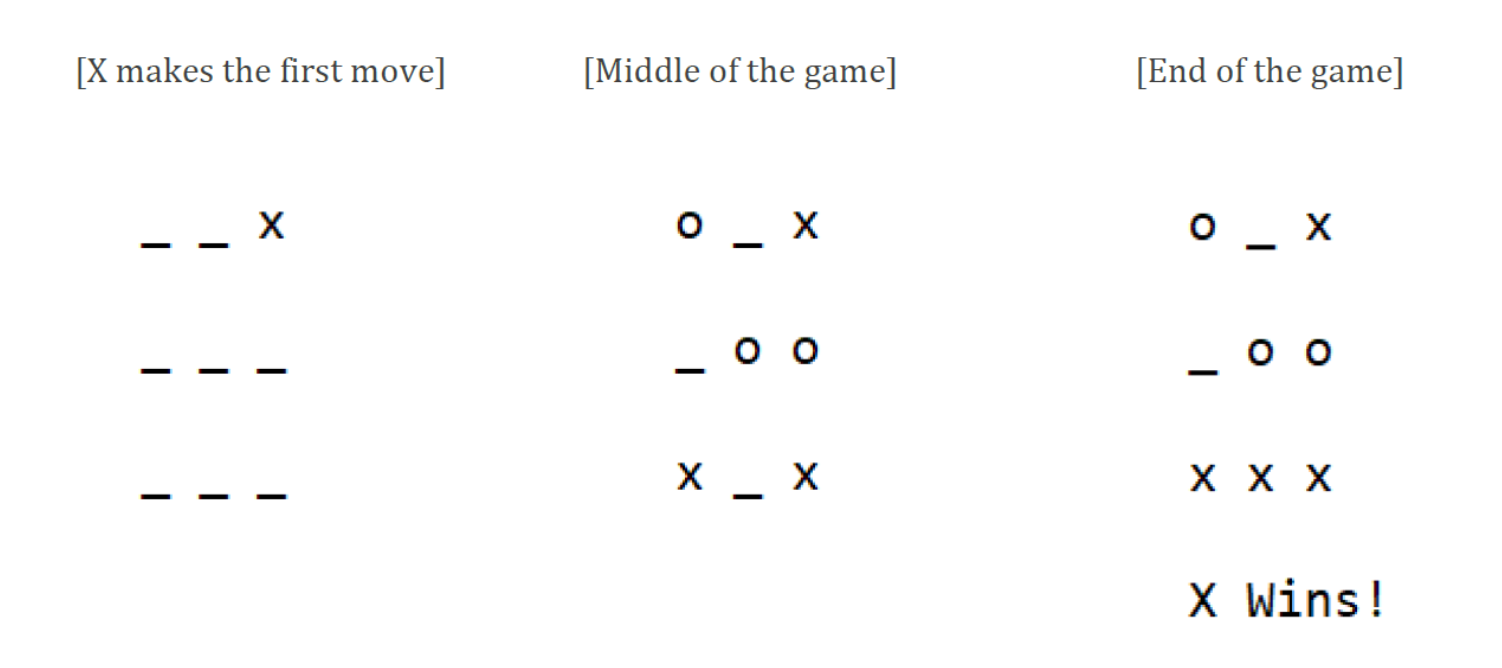 [X makes the first move] [Middle of the game] [End of the game]
_ _ x o _ x o _ x
_ _ _ _ o o _ o o
_ _ _ x _ x x x x
X Wins!